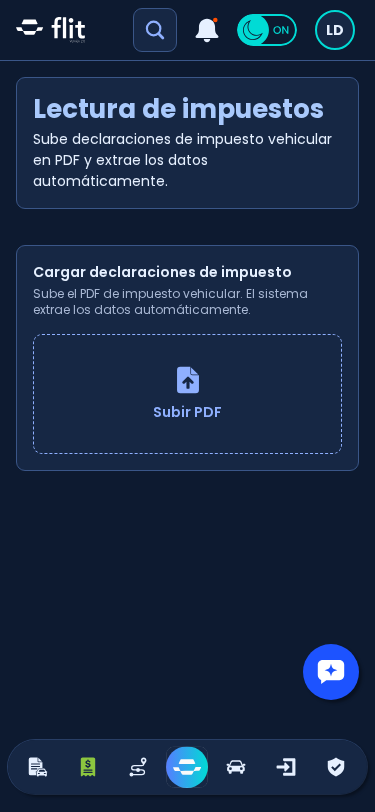 flit
ON
LD
Lectura de impuestos
Sube declaraciones de impuesto vehicular
en PDF y extrae los datos
automáticamente.
Cargar declaraciones de impuesto
Sube el PDF de impuesto vehicular. El sistema
extrae los datos automáticamente.
Subir PDF